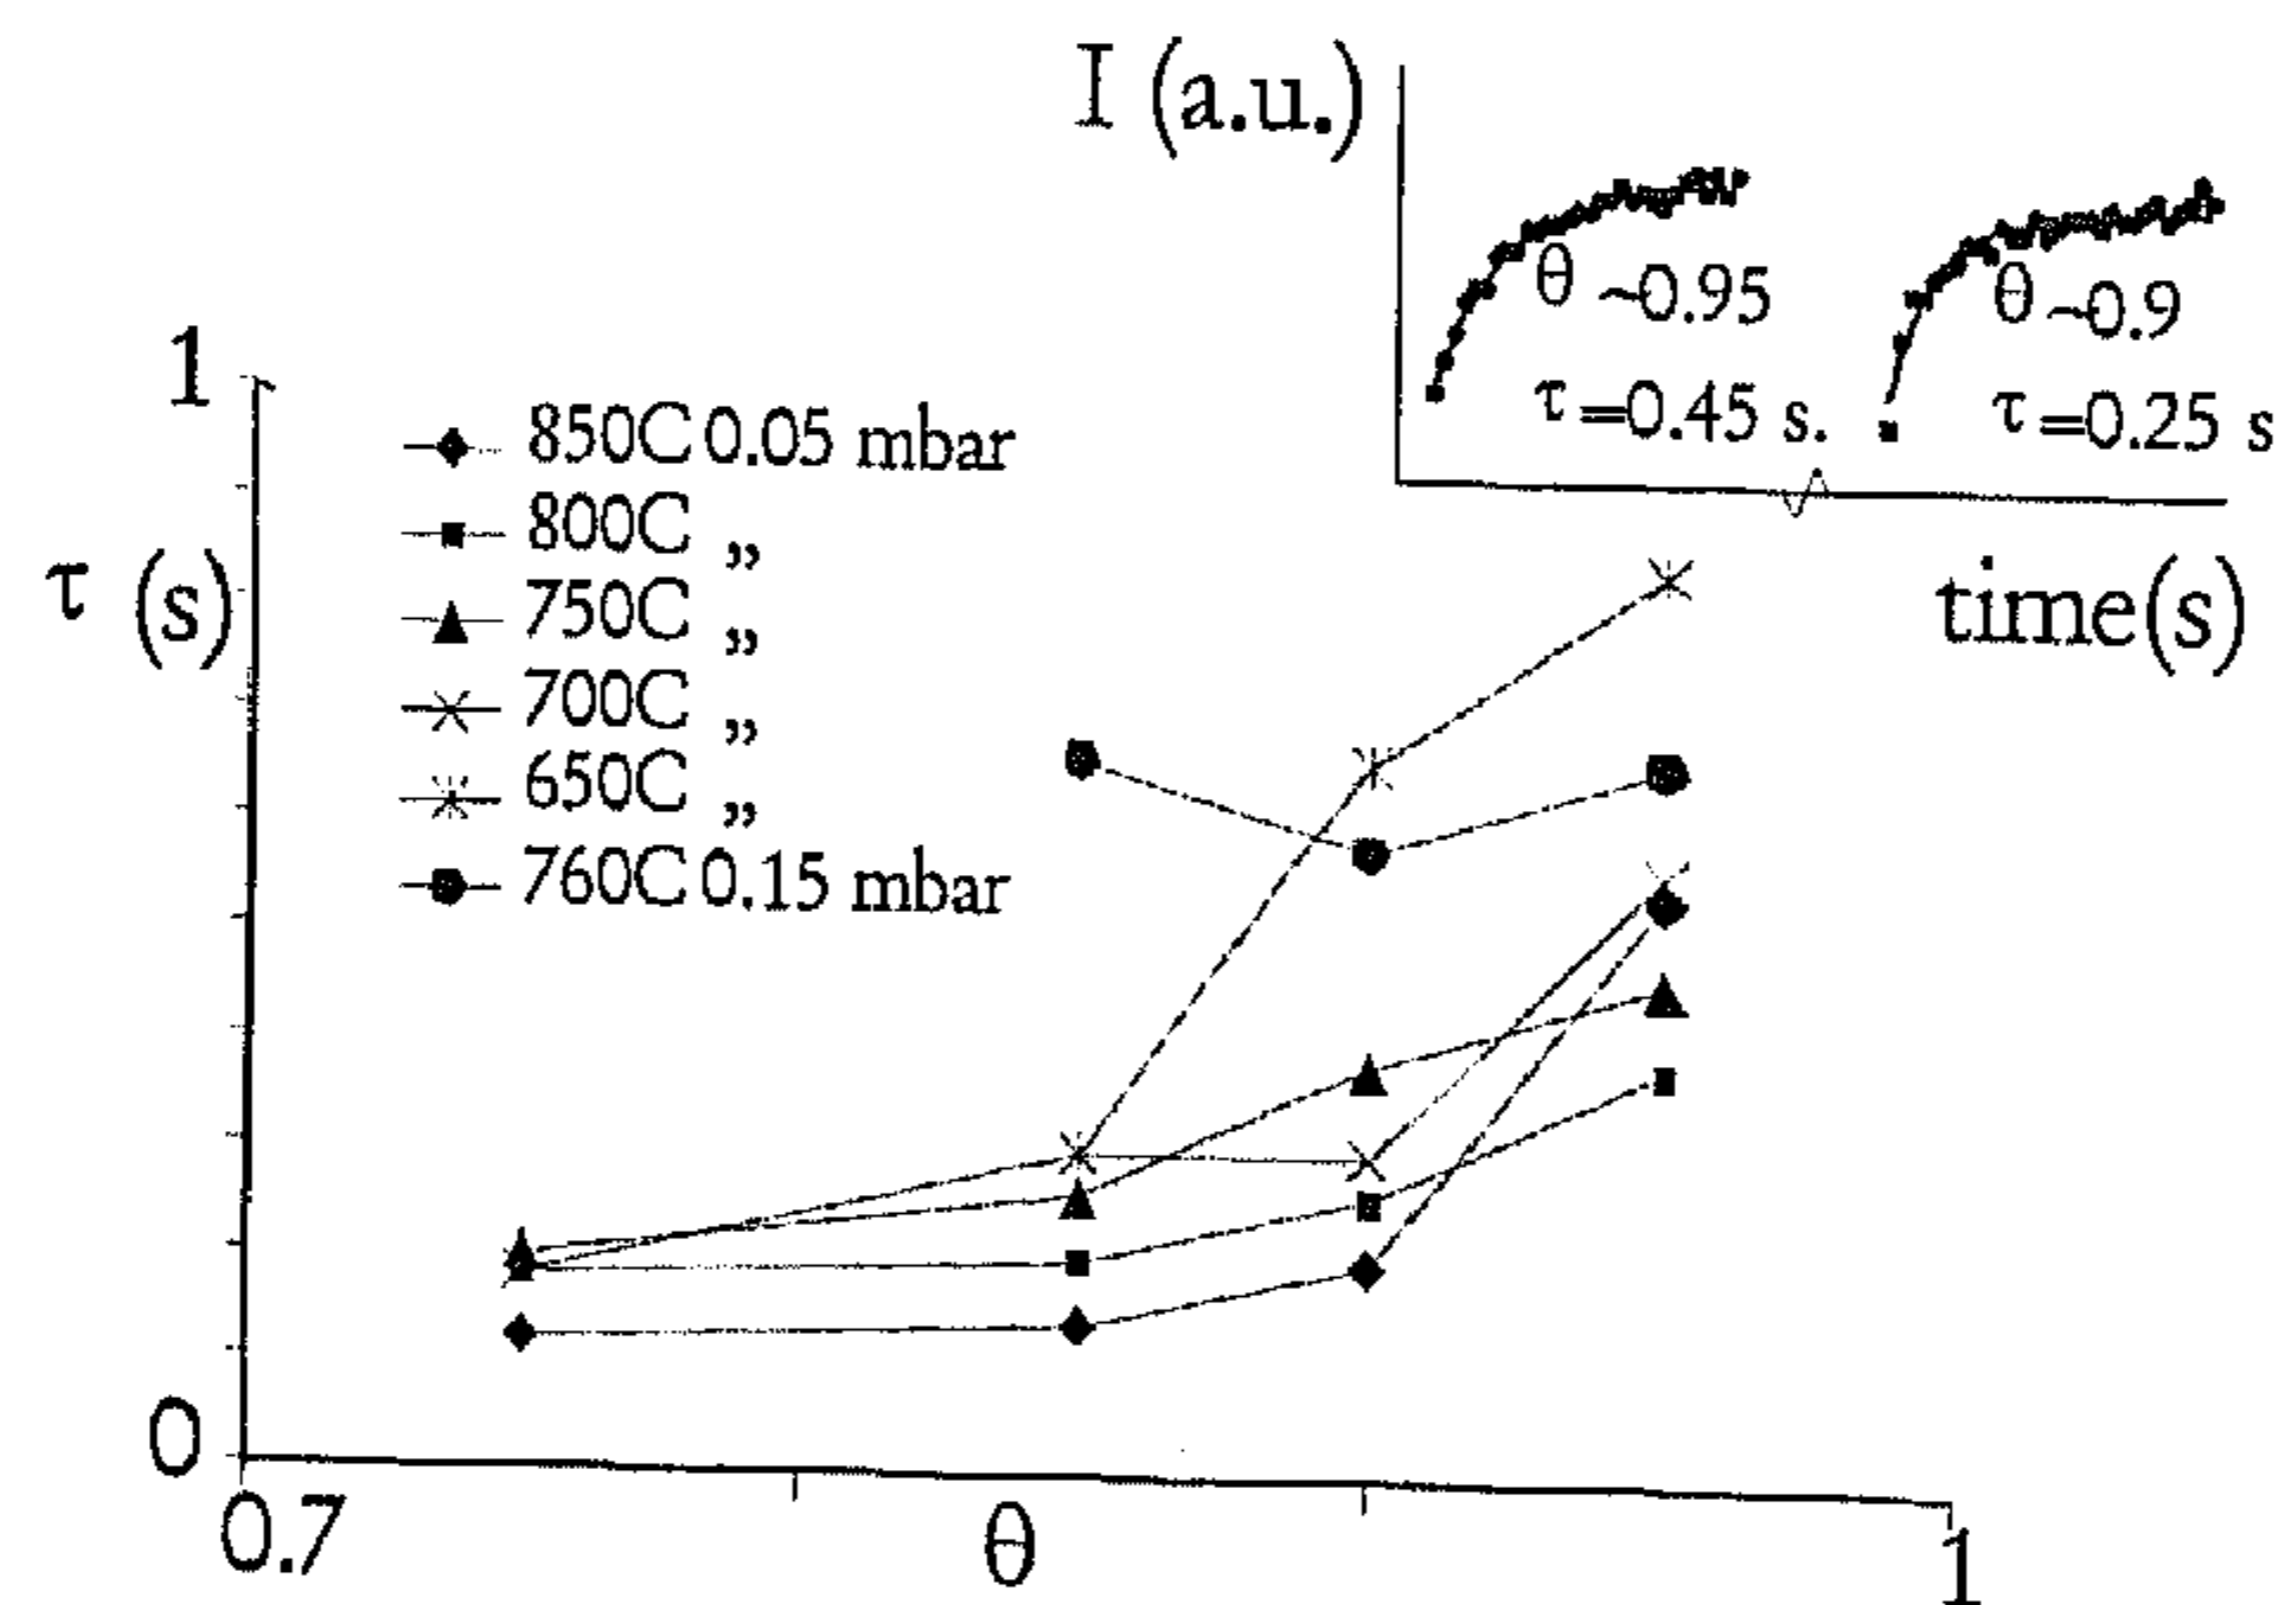 I (a.u.)
θ ~0.95
τ=0.45 s.
θ ~0.9
τ=0.25 s
time(s)
1
τ (s)
850C 0.05 mbar
800C „
750C „
700C „
650C „
760C 0.15 mbar
0
0.7
θ
1